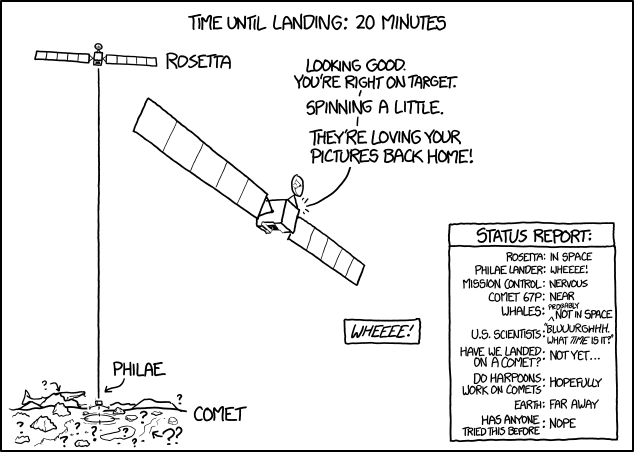 TIME UNTIL LANDING: 20 MINUTES
ROSETTA
LOOKING GOOD.
YOU'RE RIGHT ON TARGET.
SPINNING A LITTLE.
THEY'RE LOVING YOUR
PICTURES BACK HOME!
WHEEEE!
PHILAE
COMET
? ? ?
? ? ? ? ? ??
STATUS REPORT:
ROSETTA: IN SPACE
PHILAE LANDER: WHEEEE!
MISSION CONTROL: NERVOUS
COMET 67P: NEAR
WHALES: PROBABLY
^NOT IN SPACE
U.S. SCIENTISTS: "BLUUURGHHH.
WHAT TIME IS IT?"
HAVE WE LANDED
ON A COMET?: NOT YET...
DO HARPOONS
WORK ON COMETS: HOPEFULLY
EARTH: FAR AWAY
HAS ANYONE
TRIED THIS BEFORE: NOPE